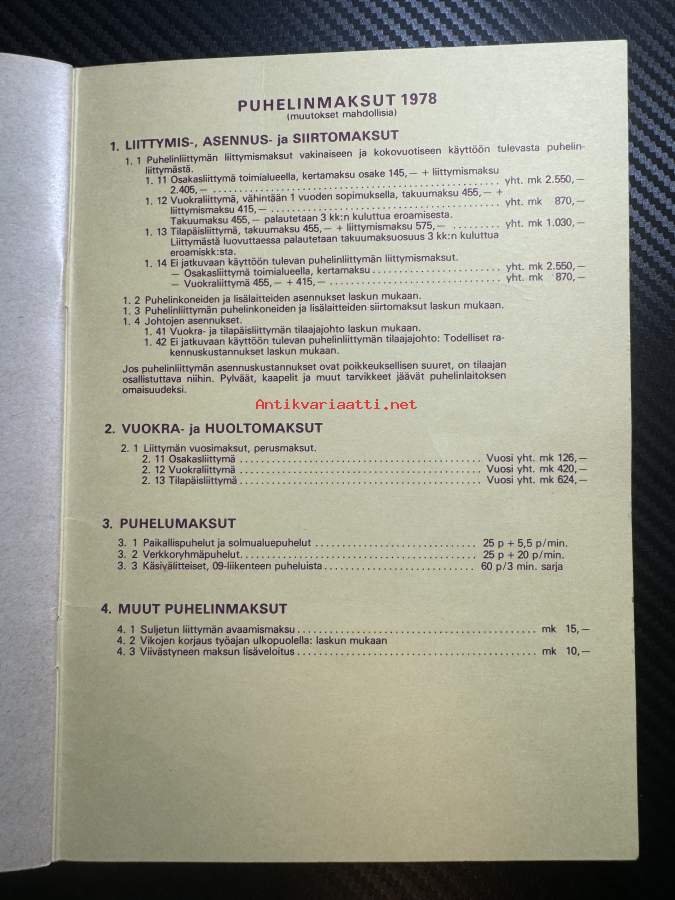 PUHELINMAKSUT 1978
(muutokset mahdollisia)
1. LIITTYMIS-, ASENNUS- ja SIIRTOMAKSUT
1. 1 Puhelinliittymän liittymismaksut vakinaiseen ja kokovuotiseen käyttöön tulevasta puhelin-
liittymästä.
1. 11 Osakasliittymä toimialueella, kertamaksu osake 145,— + liittymismaksu
2.405,— ........ yht. mk 2.550,—
1. 12 Vuokraliittymä, vähintään 1 vuoden sopimuksella, takuumaksu 455,— +
liittymismaksu 415,— ........ yht. mk 870,—
Takuumaksu 455,— palautetaan 3 kk:n kuluttua eroamisesta.
1. 13 Tilapäisliittymä, takuumaksu 455,— + liittymismaksu 575,— ........ yht. mk 1.030,—
Liittymästä luovuttaessa palautetaan takuumaksuosuus 3 kk:n kuluttua
eroamiskk:sta.
1. 14 Ei jatkuvaan käyttöön tulevan puhelinliittymän liittymismaksut.
— Osakasliittymä toimialueella, kertamaksu ........ yht. mk 2.550,—
— Vuokraliittymä 455,— + 415,— ........ yht. mk 870,—
1. 2 Puhelinkoneiden ja lisälaitteiden asennukset laskun mukaan.
1. 3 Puhelinliittymän puhelinkoneiden ja lisälaitteiden siirtomaksut laskun mukaan.
1. 4 Johtojen asennukset.
1. 41 Vuokra- ja tilapäisliittymän tilaajajohto laskun mukaan.
1. 42 Ei jatkuvaan käyttöön tulevan puhelinliittymän tilaajajohto: Todelliset ra-
kennuskustannukset laskun mukaan.
Jos puhelinliittymän asennuskustannukset ovat poikkeuksellisen suuret, on tilaajan
osallistuttava niihin. Pylväät, kaapelit ja muut tarvikkeet jäävät puhelinlaitoksen
omaisuudeksi.
Antikvariaatti.net
2. VUOKRA- ja HUOLTOMAKSUT
2. 1 Liittymän vuosimaksut, perusmaksut.
2. 11 Osakasliittymä ........ Vuosi yht. mk 126,—
2. 12 Vuokraliittymä ........ Vuosi yht. mk 420,—
2. 13 Tilapäisliittymä ........ Vuosi yht. mk 624,—
3. PUHELUMAKSUT
3. 1 Paikallispuhelut ja solmualuepuhelut ........ 25 p + 5,5 p/min.
3. 2 Verkkoryhmäpuhelut ........ 25 p + 20 p/min.
3. 3 Käsivälitteiset, 09-liikenteen puheluista ........ 60 p/3 min. sarja
4. MUUT PUHELINMAKSUT
4. 1 Suljetun liittymän avaamismaksu ........ mk 15,—
4. 2 Vikojen korjaus työajan ulkopuolella: laskun mukaan
4. 3 Viivästyneen maksun lisäveloitus ........ mk 10,—